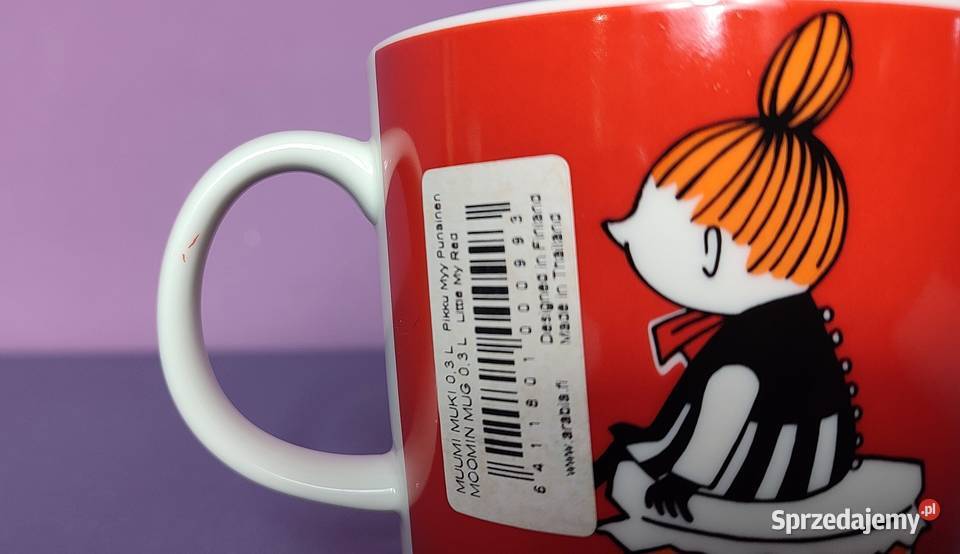 MUUMI MUKI 0,3 L Pikku Myy Punainen
MOOMIN MUG 0,3 L Little My Red
6 411801 000993
www.arabia.fi
Designed in Finland
Made in Thailand
Sprzedajemy.pl